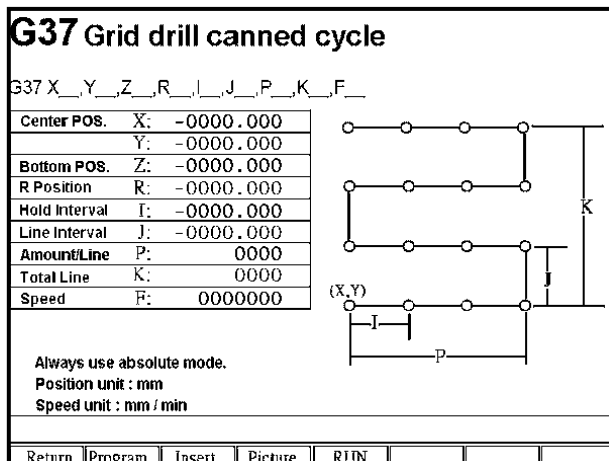 G37 Grid drill canned cycle
G37 X__,Y__,Z__,R__,I__,J__,P__,K__,F__
Center POS. X: -0000.000
Y: -0000.000
Bottom POS. Z: -0000.000
R Position R: -0000.000
Hold Interval I: -0000.000
Line Interval J: -0000.000
Amount/Line P: 0000
Total Line K: 0000
Speed F: 0000000
K
J
(X,Y)
I
P
Always use absolute mode.
Position unit : mm
Speed unit : mm / min
Return Program Insert Picture RUN